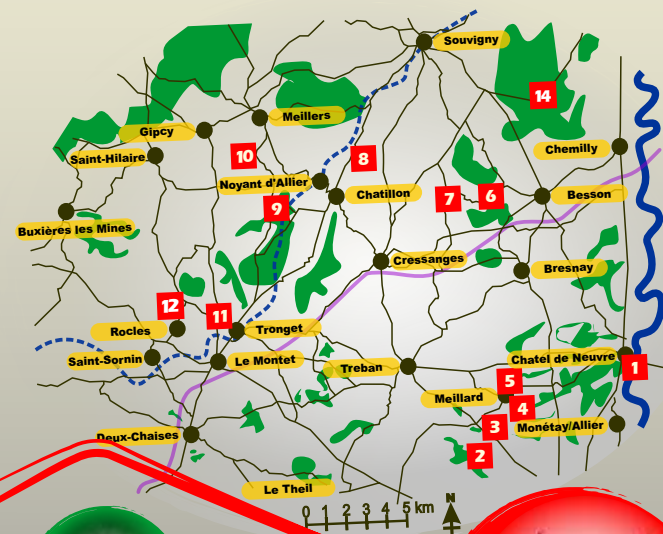 Souvigny
14
Meillers
Gipcy
Chemilly
Saint-Hilaire
10
8
Noyant d'Allier
Chatillon
7
6
Besson
9
Buxières les Mines
Cressanges
Bresnay
12
11
Rocles
Tronget
Saint-Sornin
Le Montet
Chatel de Neuvre
Treban
1
5
Meillard
4
3
Monétay/Allier
Deux-Chaises
2
Le Theil
N
0 1 2 3 4 5 km